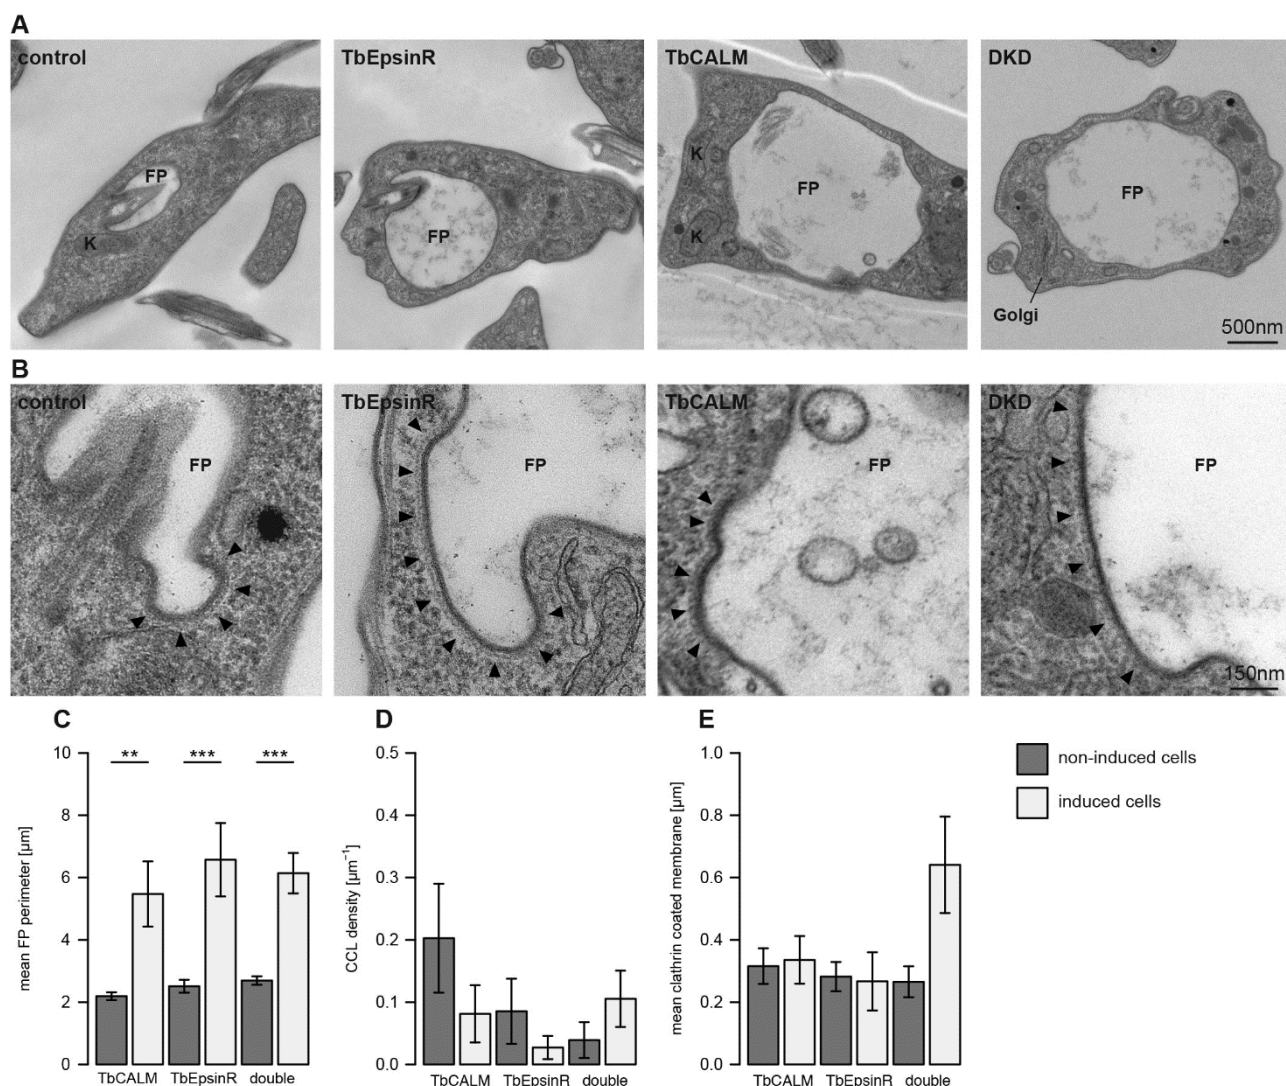 A
control
TbEpsinR
TbCALM
DKD
FP
K
FP
K
FP
K
FP
Golgi
500nm
B
control
TbEpsinR
TbCALM
DKD
FP
FP
FP
FP
150nm
C
D
E
10
8
6
4
2
0
mean FP perimeter [µm]
**
***
***
TbCALM
TbEpsinR
double
0.5
0.4
0.3
0.2
0.1
0.0
CCL density [µm⁻¹]
TbCALM
TbEpsinR
double
1.0
0.8
0.6
0.4
0.2
0.0
mean clathrin coated membrane [µm]
TbCALM
TbEpsinR
double
non-induced cells
induced cells